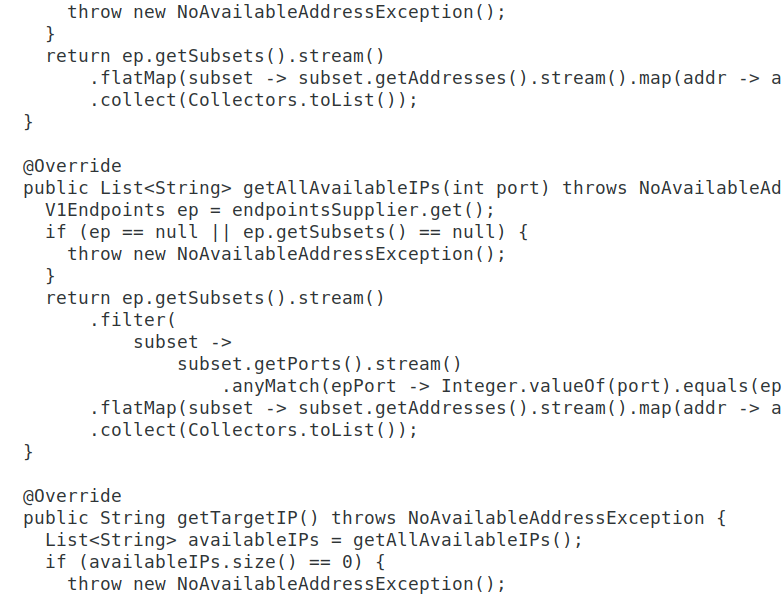 throw new NoAvailableAddressException();
}
return ep.getSubsets().stream()
.flatMap(subset -> subset.getAddresses().stream().map(addr -> a
.collect(Collectors.toList());
}
@Override
public List<String> getAllAvailableIPs(int port) throws NoAvailableAd
V1Endpoints ep = endpointsSupplier.get();
if (ep == null || ep.getSubsets() == null) {
throw new NoAvailableAddressException();
}
return ep.getSubsets().stream()
.filter(
subset ->
subset.getPorts().stream()
.anyMatch(epPort -> Integer.valueOf(port).equals(ep
.flatMap(subset -> subset.getAddresses().stream().map(addr -> a
.collect(Collectors.toList());
}
@Override
public String getTargetIP() throws NoAvailableAddressException {
List<String> availableIPs = getAllAvailableIPs();
if (availableIPs.size() == 0) {
throw new NoAvailableAddressException();